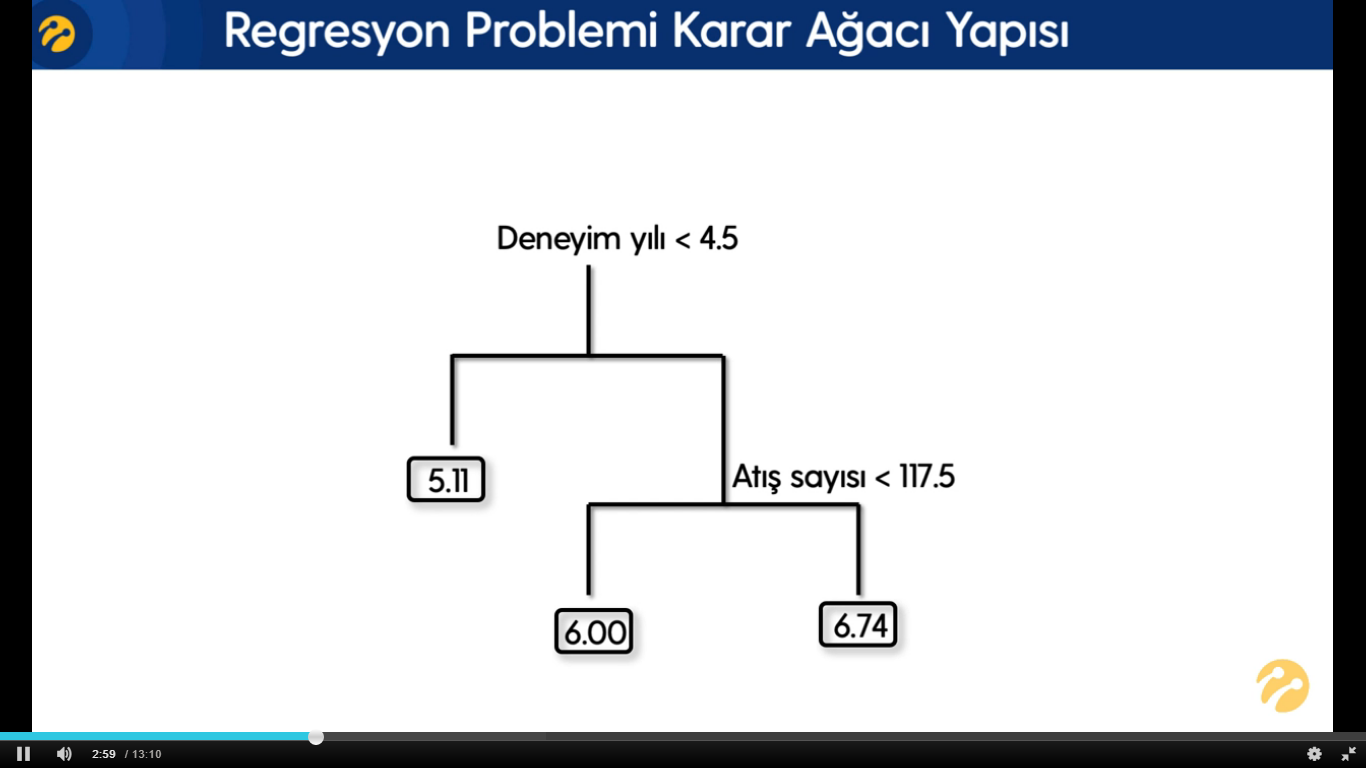 Regresyon Problemi Karar Ağacı Yapısı
Deneyim yılı < 4.5
5.11
Atış sayısı < 117.5
6.00
6.74
2:59 / 13:10